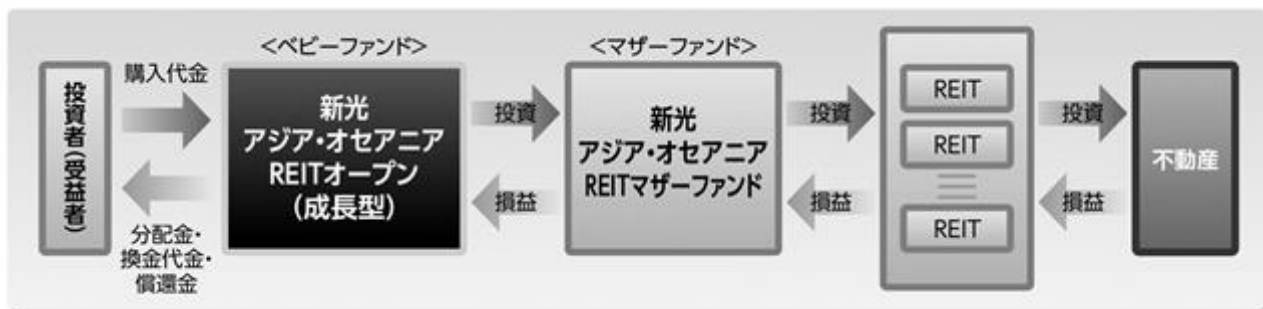 投資者（受益者）
購入代金
分配金・
換金代金・
償還金
＜ベビーファンド＞
新光
アジア・オセアニア
REITオープン
（成長型）
投資
損益
＜マザーファンド＞
新光
アジア・オセアニア
REITマザーファンド
投資
損益
REIT
REIT
REIT
投資
損益
不動産